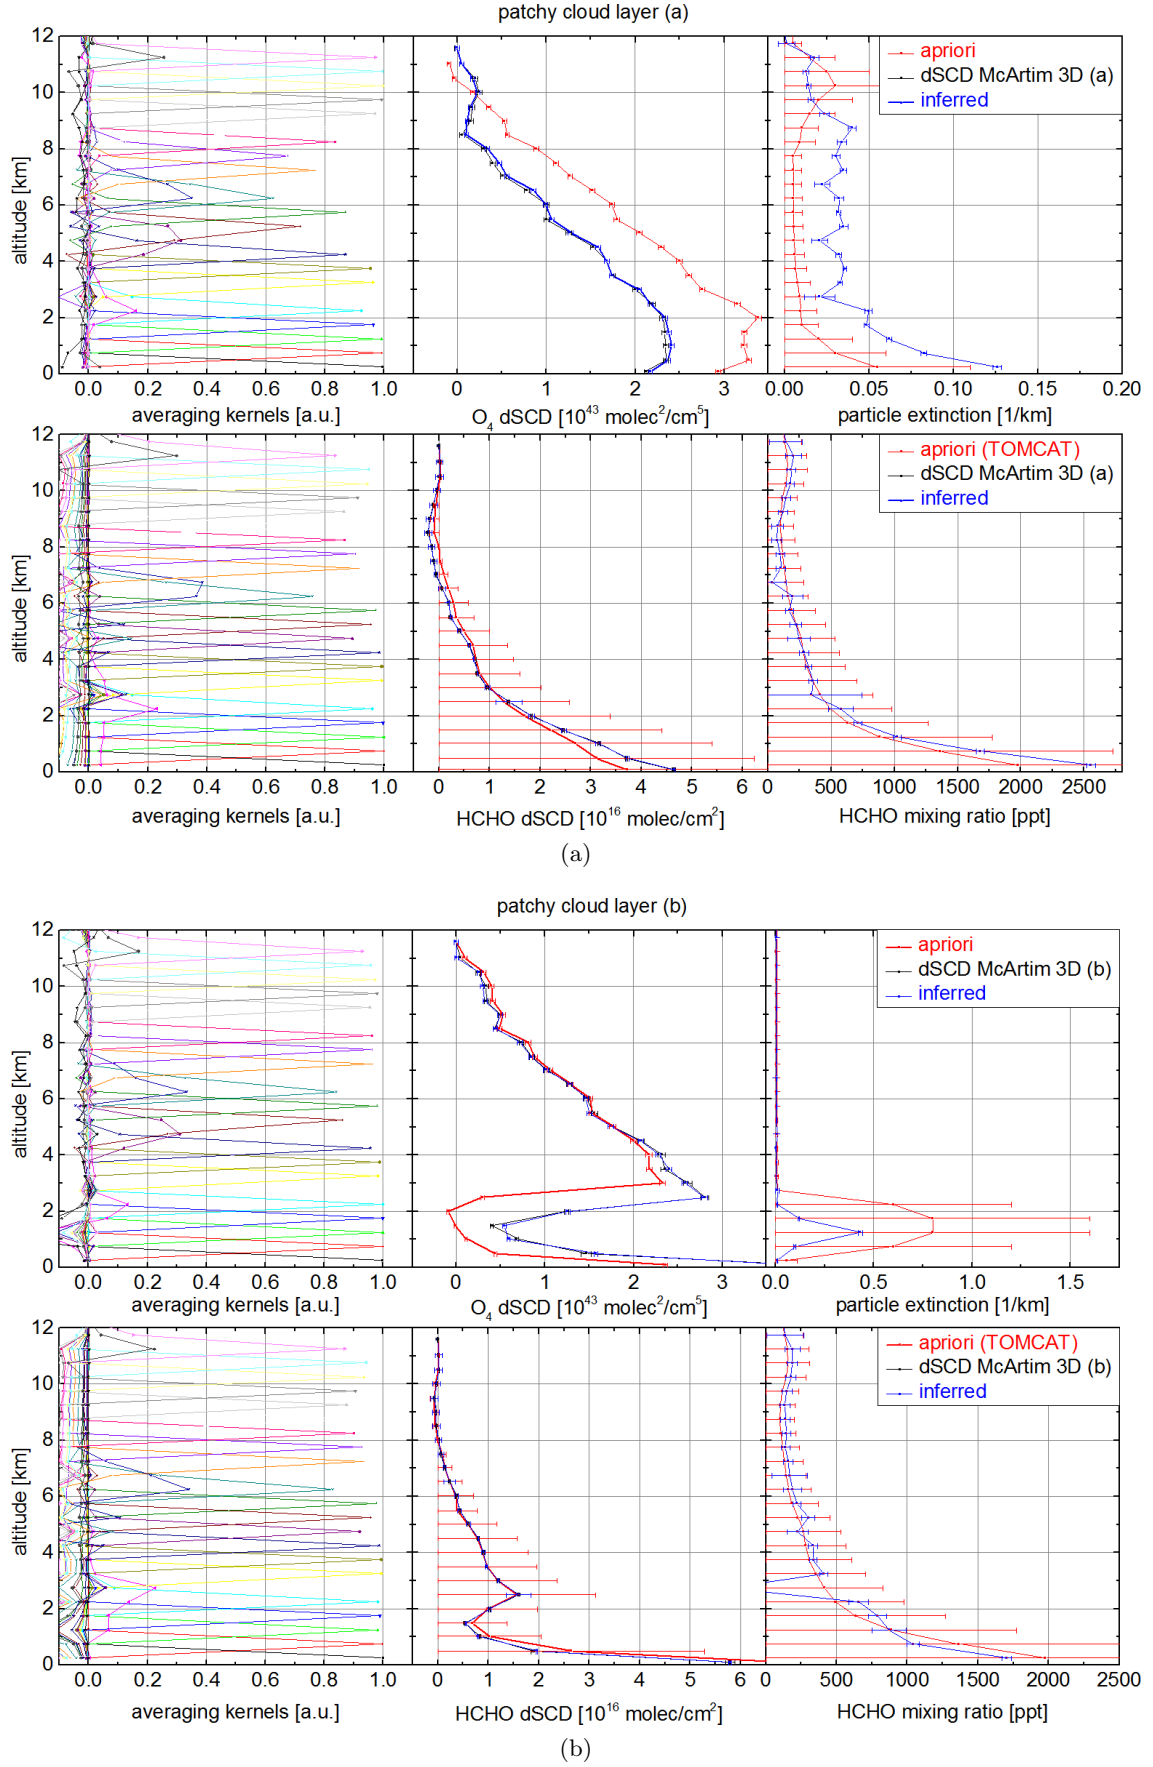 patchy cloud layer (a)
12
10
8
6
4
2
0
altitude [km]
0.0 0.2 0.4 0.6 0.8 1.0
averaging kernels [a.u.]
0 1 2 3
O4 dSCD [10^43 molec^2/cm^5]
apriori
dSCD McArtim 3D (a)
inferred
0.00 0.05 0.10 0.15 0.20
particle extinction [1/km]
12
10
8
6
4
2
0
altitude [km]
0.0 0.2 0.4 0.6 0.8 1.0
averaging kernels [a.u.]
0 1 2 3 4 5 6
HCHO dSCD [10^16 molec/cm^2]
apriori (TOMCAT)
dSCD McArtim 3D (a)
inferred
0 500 1000 1500 2000 2500
HCHO mixing ratio [ppt]
(a)
patchy cloud layer (b)
12
10
8
6
4
2
0
altitude [km]
0.0 0.2 0.4 0.6 0.8 1.0
averaging kernels [a.u.]
0 1 2 3
O4 dSCD [10^43 molec^2/cm^5]
apriori
dSCD McArtim 3D (b)
inferred
0.0 0.5 1.0 1.5
particle extinction [1/km]
12
10
8
6
4
2
0
altitude [km]
0.0 0.2 0.4 0.6 0.8 1.0
averaging kernels [a.u.]
0 1 2 3 4 5 6
HCHO dSCD [10^16 molec/cm^2]
apriori (TOMCAT)
dSCD McArtim 3D (b)
inferred
0 500 1000 1500 2000 2500
HCHO mixing ratio [ppt]
(b)